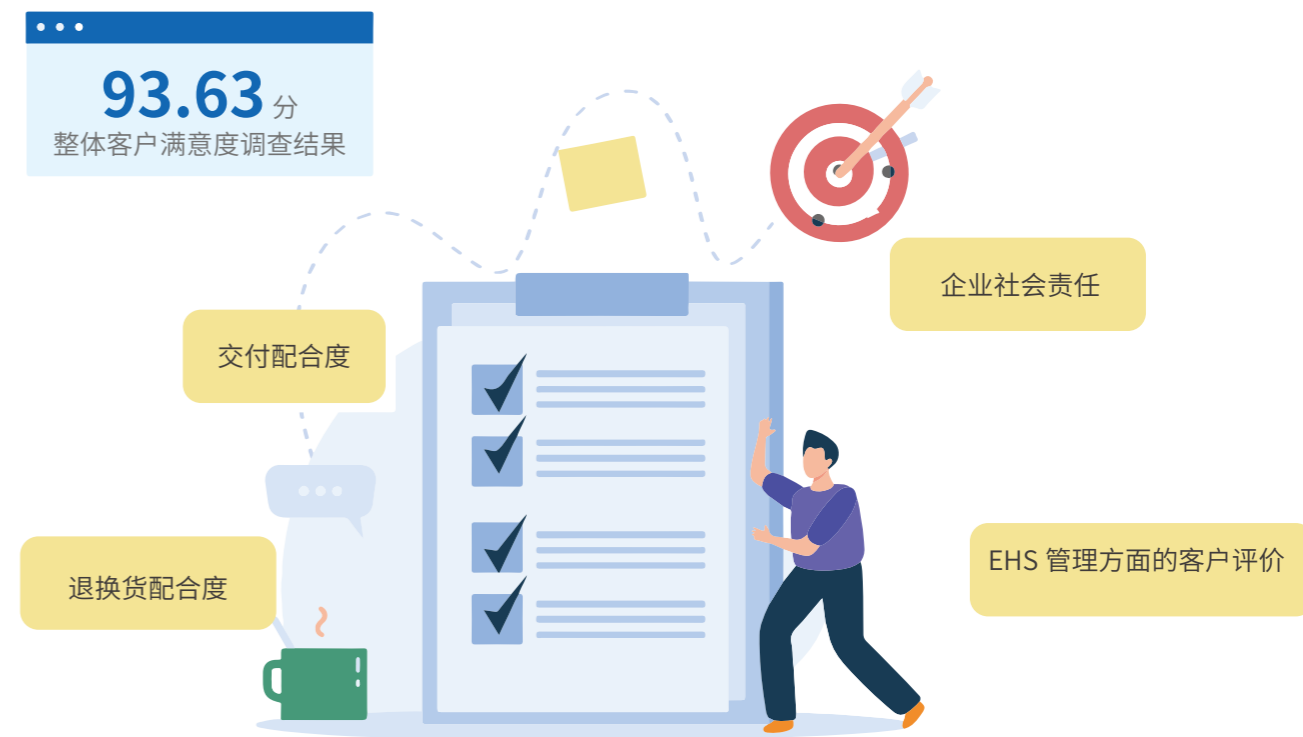 93.63 分
整体客户满意度调查结果
企业社会责任
交付配合度
EHS 管理方面的客户评价
退换货配合度